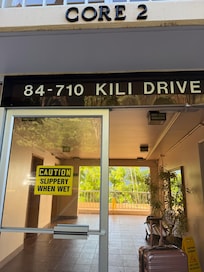 CORE 2
84-710 KILI DRIVE
CAUTION
SLIPPERY
WHEN WET